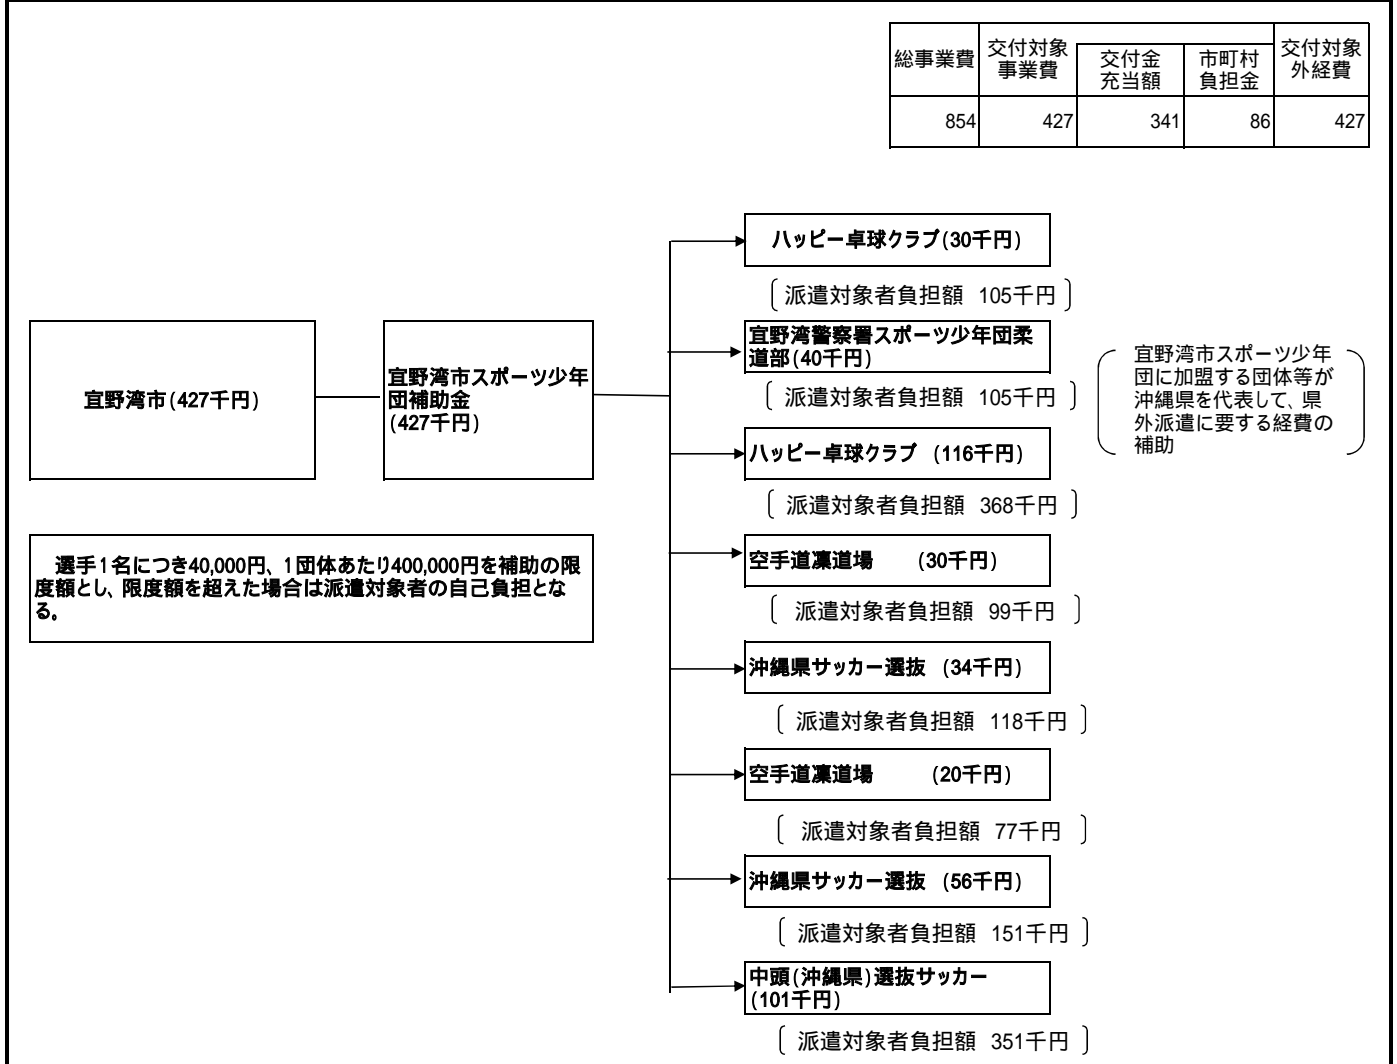 総事業費
交付対象
事業費
交付金
充当額
市町村
負担金
交付対象
外経費
854
427
341
86
427
ハッピー卓球クラブ(30千円)
派遣対象者負担額 105千円
宜野湾警察署スポーツ少年団柔
道部(40千円)
派遣対象者負担額 105千円
宜野湾市(427千円)
宜野湾市スポーツ少年
団補助金
(427千円)
宜野湾市スポーツ少年
団に加盟する団体等が
沖縄県を代表して、県
外派遣に要する経費の
補助
ハッピー卓球クラブ (116千円)
派遣対象者負担額 368千円
選手1名につき40,000円、1団体あたり400,000円を補助の限
度額とし、限度額を超えた場合は派遣対象者の自己負担とな
る。
空手道凛道場 (30千円)
派遣対象者負担額 99千円
沖縄県サッカー選抜 (34千円)
派遣対象者負担額 118千円
空手道凛道場 (20千円)
派遣対象者負担額 77千円
沖縄県サッカー選抜 (56千円)
派遣対象者負担額 151千円
中頭(沖縄県)選抜サッカー
(101千円)
派遣対象者負担額 351千円